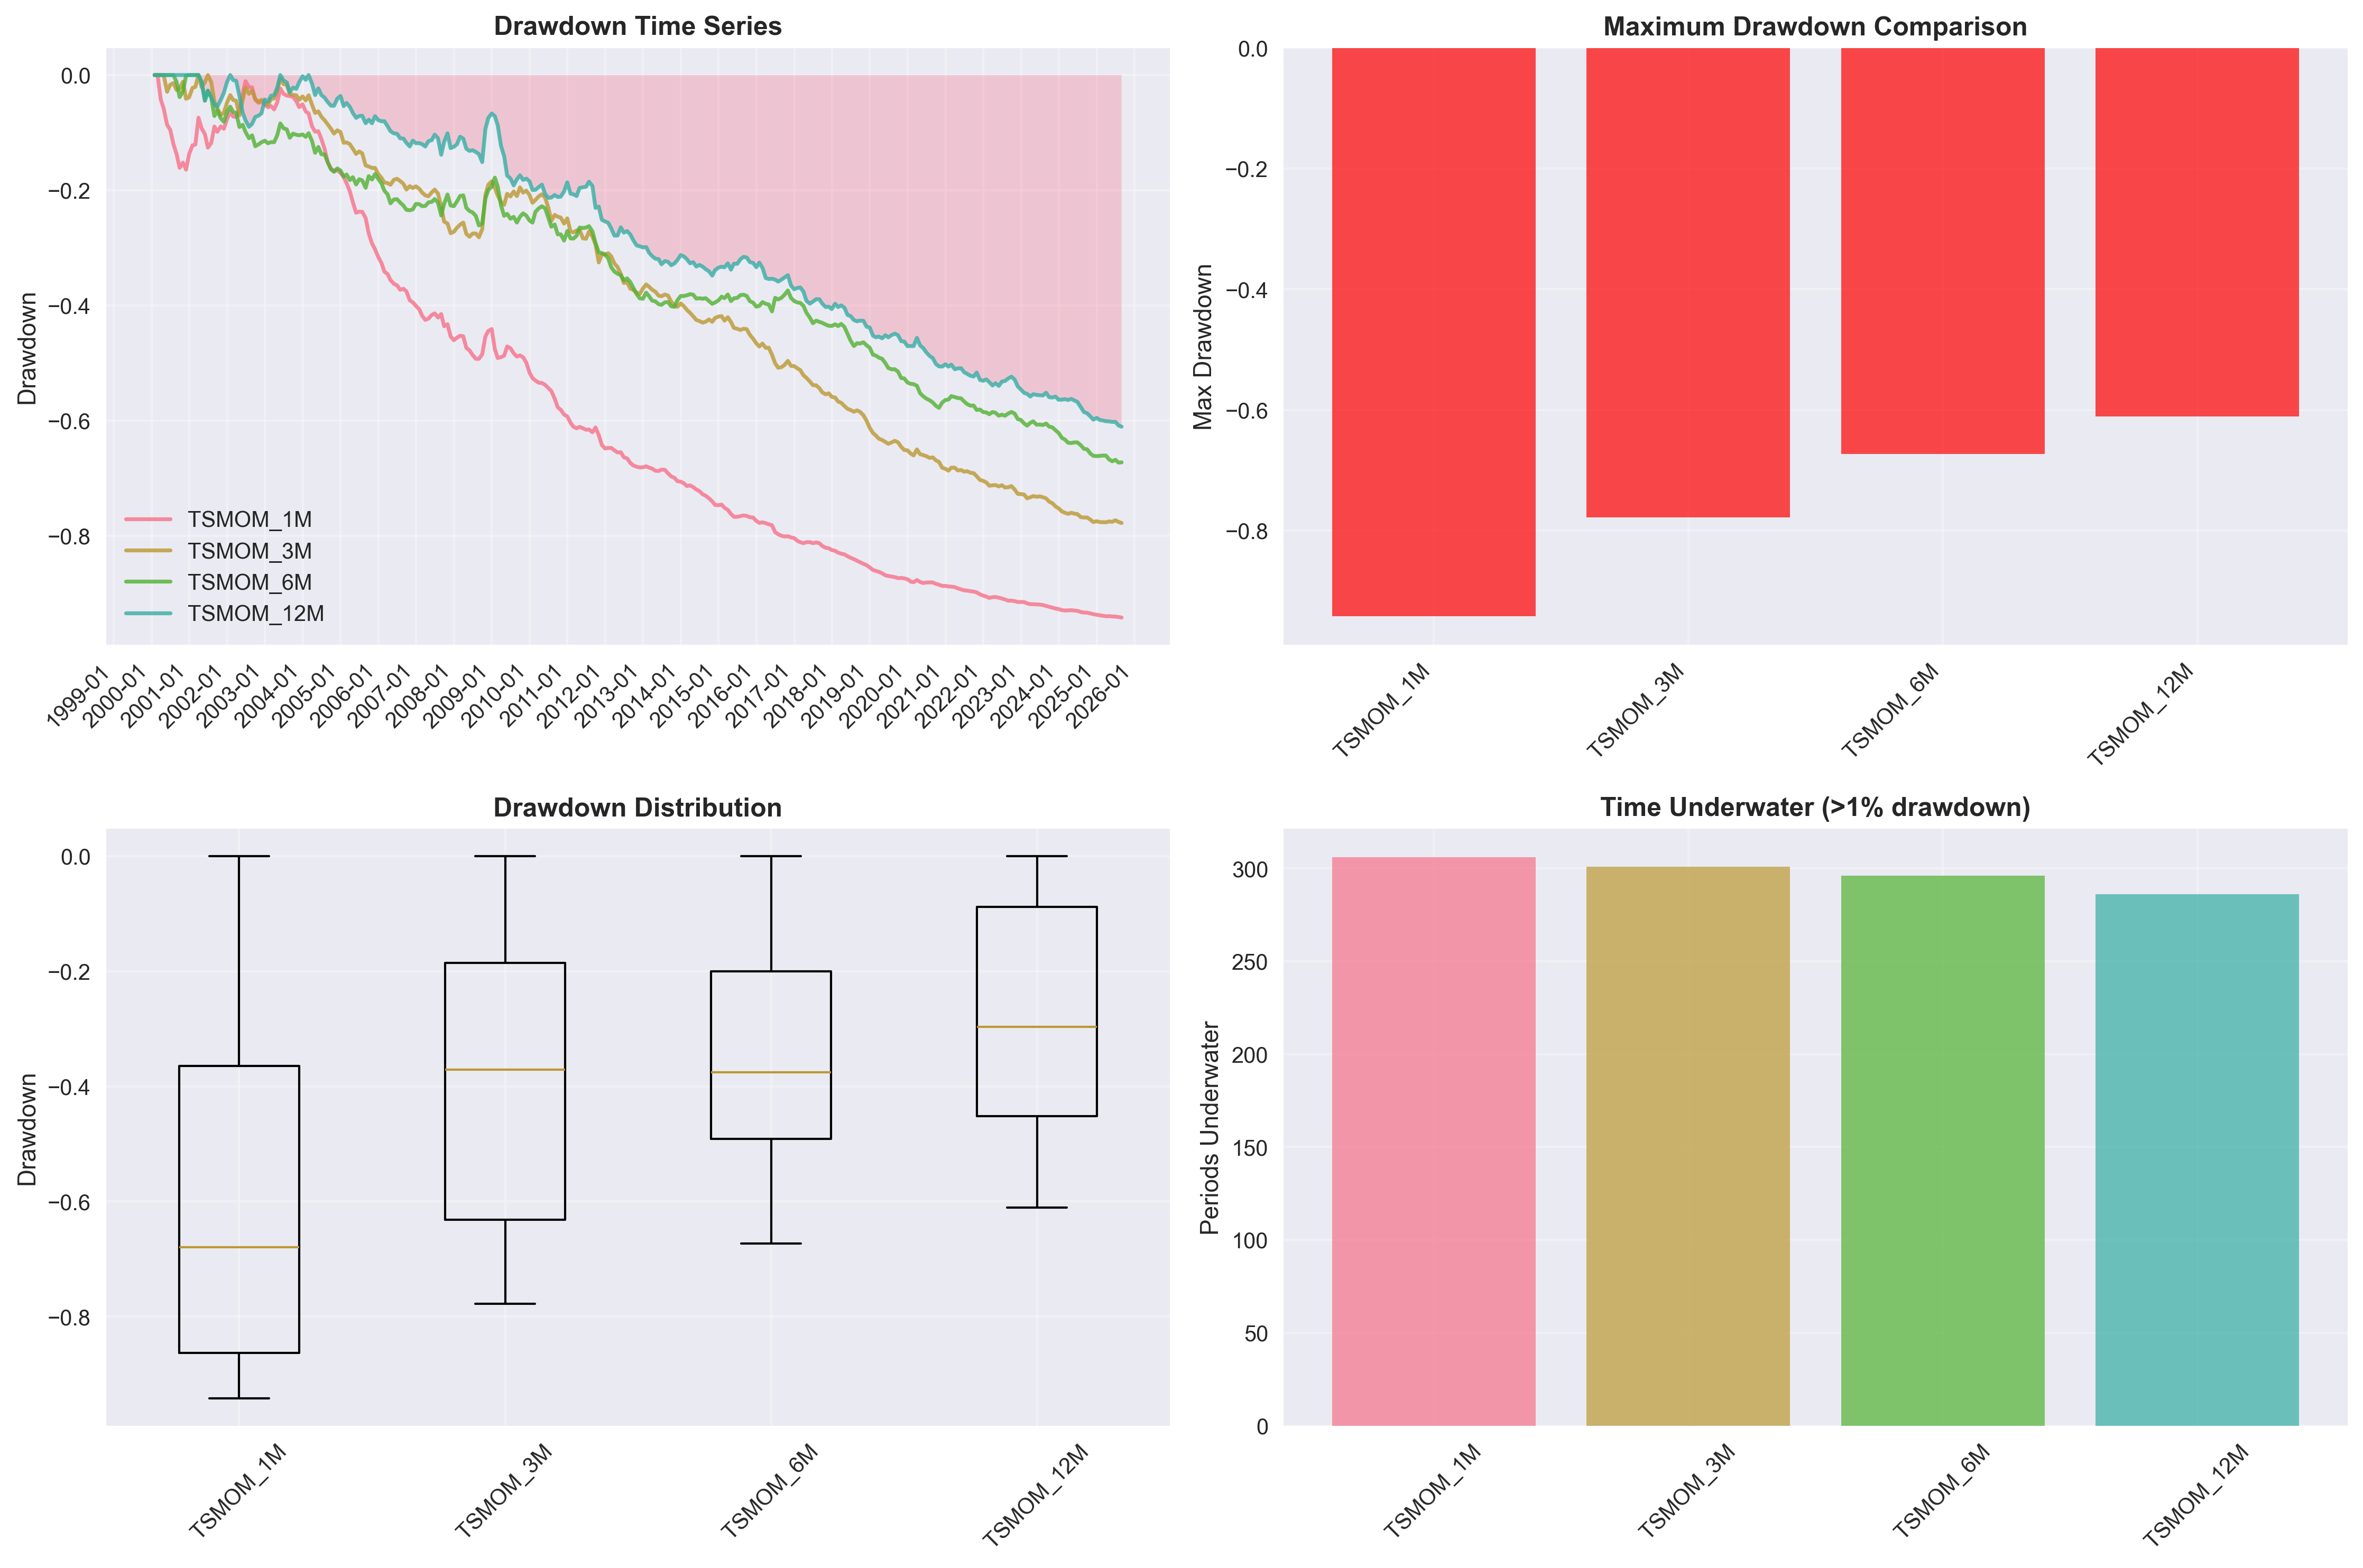 Drawdown Time Series
Drawdown
0.0
−0.2
−0.4
−0.6
−0.8
TSMOM_1M
TSMOM_3M
TSMOM_6M
TSMOM_12M
1999-01
2000-01
2001-01
2002-01
2003-01
2004-01
2005-01
2006-01
2007-01
2008-01
2009-01
2010-01
2011-01
2012-01
2013-01
2014-01
2015-01
2016-01
2017-01
2018-01
2019-01
2020-01
2021-01
2022-01
2023-01
2024-01
2025-01
2026-01
Maximum Drawdown Comparison
Max Drawdown
0.0
−0.2
−0.4
−0.6
−0.8
TSMOM_1M
TSMOM_3M
TSMOM_6M
TSMOM_12M
Drawdown Distribution
Drawdown
0.0
−0.2
−0.4
−0.6
−0.8
TSMOM_1M
TSMOM_3M
TSMOM_6M
TSMOM_12M
Time Underwater (>1% drawdown)
Periods Underwater
300
250
200
150
100
50
0
TSMOM_1M
TSMOM_3M
TSMOM_6M
TSMOM_12M